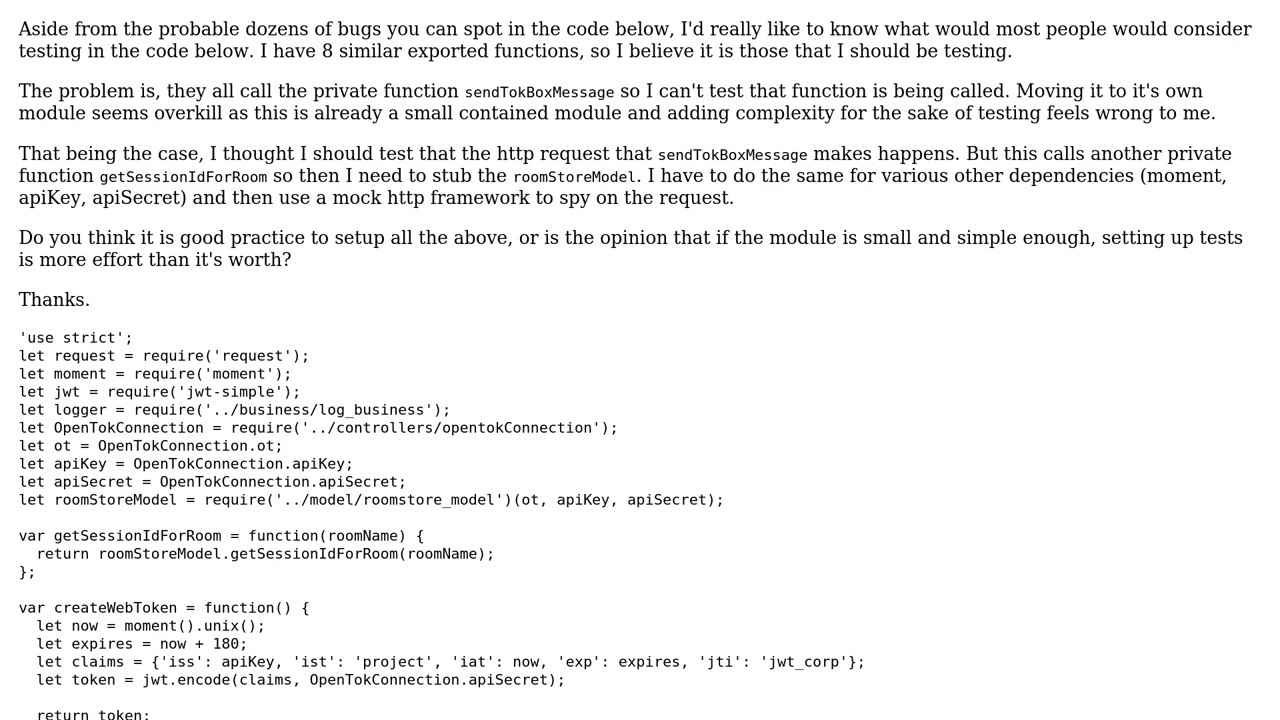 Aside from the probable dozens of bugs you can spot in the code below, I'd really like to know what would most people would consider
testing in the code below. I have 8 similar exported functions, so I believe it is those that I should be testing.
The problem is, they all call the private function sendTokBoxMessage so I can't test that function is being called. Moving it to it's own
module seems overkill as this is already a small contained module and adding complexity for the sake of testing feels wrong to me.
That being the case, I thought I should test that the http request that sendTokBoxMessage makes happens. But this calls another private
function getSessionIdForRoom so then I need to stub the roomStoreModel. I have to do the same for various other dependencies (moment,
apiKey, apiSecret) and then use a mock http framework to spy on the request.
Do you think it is good practice to setup all the above, or is the opinion that if the module is small and simple enough, setting up tests
is more effort than it's worth?
Thanks.
'use strict';
let request = require('request');
let moment = require('moment');
let jwt = require('jwt-simple');
let logger = require('../business/log_business');
let OpenTokConnection = require('../controllers/opentokConnection');
let ot = OpenTokConnection.ot;
let apiKey = OpenTokConnection.apiKey;
let apiSecret = OpenTokConnection.apiSecret;
let roomStoreModel = require('../model/roomstore_model')(ot, apiKey, apiSecret);
var getSessionIdForRoom = function(roomName) {
  return roomStoreModel.getSessionIdForRoom(roomName);
};
var createWebToken = function() {
  let now = moment().unix();
  let expires = now + 180;
  let claims = {'iss': apiKey, 'ist': 'project', 'iat': now, 'exp': expires, 'jti': 'jwt_corp'};
  let token = jwt.encode(claims, OpenTokConnection.apiSecret);
  return token;